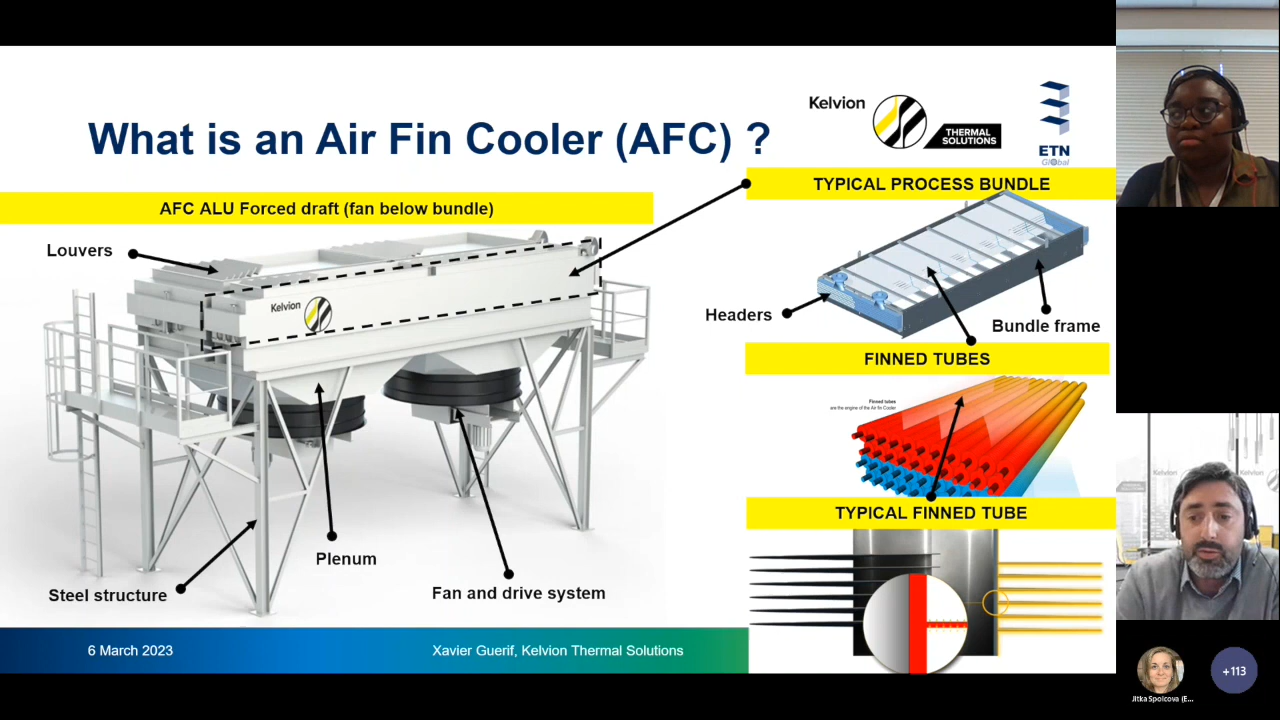 Kelvion
THERMAL
SOLUTIONS
ETN
Global
What is an Air Fin Cooler (AFC) ?
AFC ALU Forced draft (fan below bundle)
Louvers
Kelvion
Plenum
Steel structure
Fan and drive system
TYPICAL PROCESS BUNDLE
Headers
Bundle frame
FINNED TUBES
Finned tubes
are the engine of the Air fin Cooler
TYPICAL FINNED TUBE
6 March 2023
Xavier Guerif, Kelvion Thermal Solutions
Kelvion
Jitka Spolcova (E...
+113